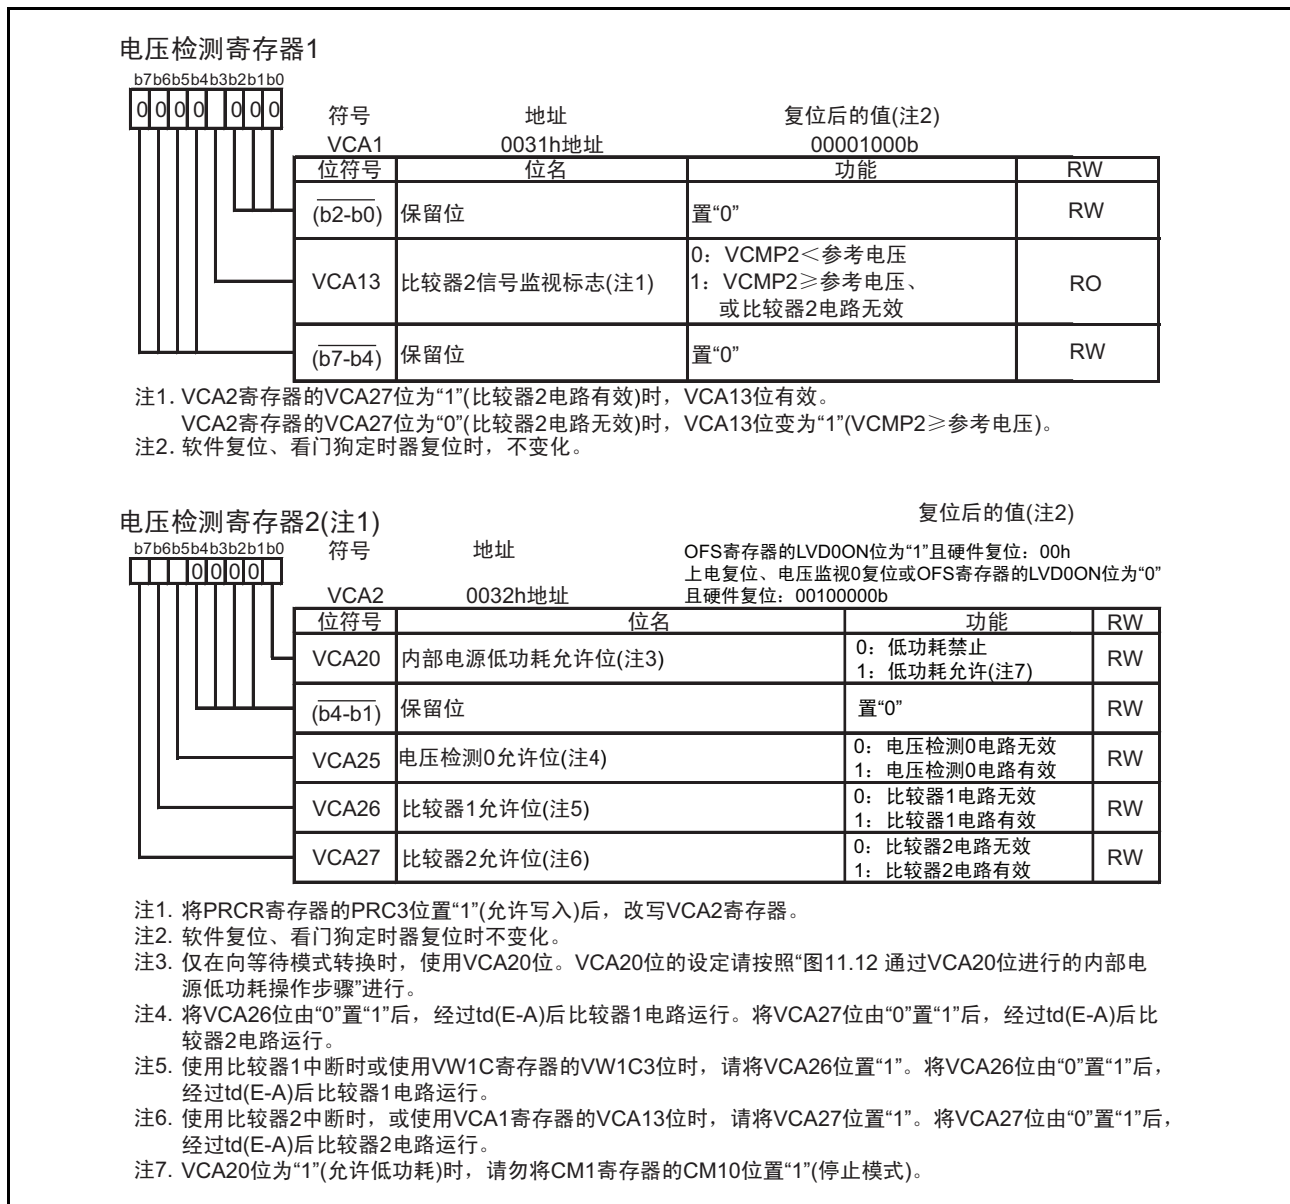 电压检测寄存器1
b7b6b5b4b3b2b1b0
0 0 0 0 0 0 0
符号 地址 复位后的值(注2)
VCA1 0031h地址 00001000b
位符号 位名 功能 RW
(b2-b0) 保留位 置“0” RW
VCA13 比较器2信号监视标志(注1) 0：VCMP2＜参考电压
1：VCMP2≥参考电压、
或比较器2电路无效 RO
(b7-b4) 保留位 置“0” RW
注1. VCA2寄存器的VCA27位为“1”(比较器2电路有效)时，VCA13位有效。
VCA2寄存器的VCA27位为“0”(比较器2电路无效)时，VCA13位变为“1”(VCMP2≥参考电压)。
注2. 软件复位、看门狗定时器复位时，不变化。
电压检测寄存器2(注1)
复位后的值(注2)
b7b6b5b4b3b2b1b0
0 0 0 0
符号 地址 OFS寄存器的LVD0ON位为“1”且硬件复位：00h
上电复位、电压监视0复位或OFS寄存器的LVD0ON位为“0”
VCA2 0032h地址 且硬件复位：00100000b
位符号 位名 功能 RW
VCA20 内部电源低功耗允许位(注3) 0：低功耗禁止
1：低功耗允许(注7) RW
(b4-b1) 保留位 置“0” RW
VCA25 电压检测0允许位(注4) 0：电压检测0电路无效
1：电压检测0电路有效 RW
VCA26 比较器1允许位(注5) 0：比较器1电路无效
1：比较器1电路有效 RW
VCA27 比较器2允许位(注6) 0：比较器2电路无效
1：比较器2电路有效 RW
注1. 将PRCR寄存器的PRC3位置“1”(允许写入)后，改写VCA2寄存器。
注2. 软件复位、看门狗定时器复位时不变化。
注3. 仅在向等待模式转换时，使用VCA20位。VCA20位的设定请按照“图11.12 通过VCA20位进行的内部电
源低功耗操作步骤”进行。
注4. 将VCA26位由“0”置“1”后，经过td(E-A)后比较器1电路运行。将VCA27位由“0”置“1”后，经过td(E-A)后比
较器2电路运行。
注5. 使用比较器1中断时或使用VW1C寄存器的VW1C3位时，请将VCA26位置“1”。将VCA26位由“0”置“1”后，
经过td(E-A)后比较器1电路运行。
注6. 使用比较器2中断时，或使用VCA1寄存器的VCA13位时，请将VCA27位置“1”。将VCA27位由“0”置“1”后，
经过td(E-A)后比较器2电路运行。
注7. VCA20位为“1”(允许低功耗)时，请勿将CM1寄存器的CM10位置“1”(停止模式)。